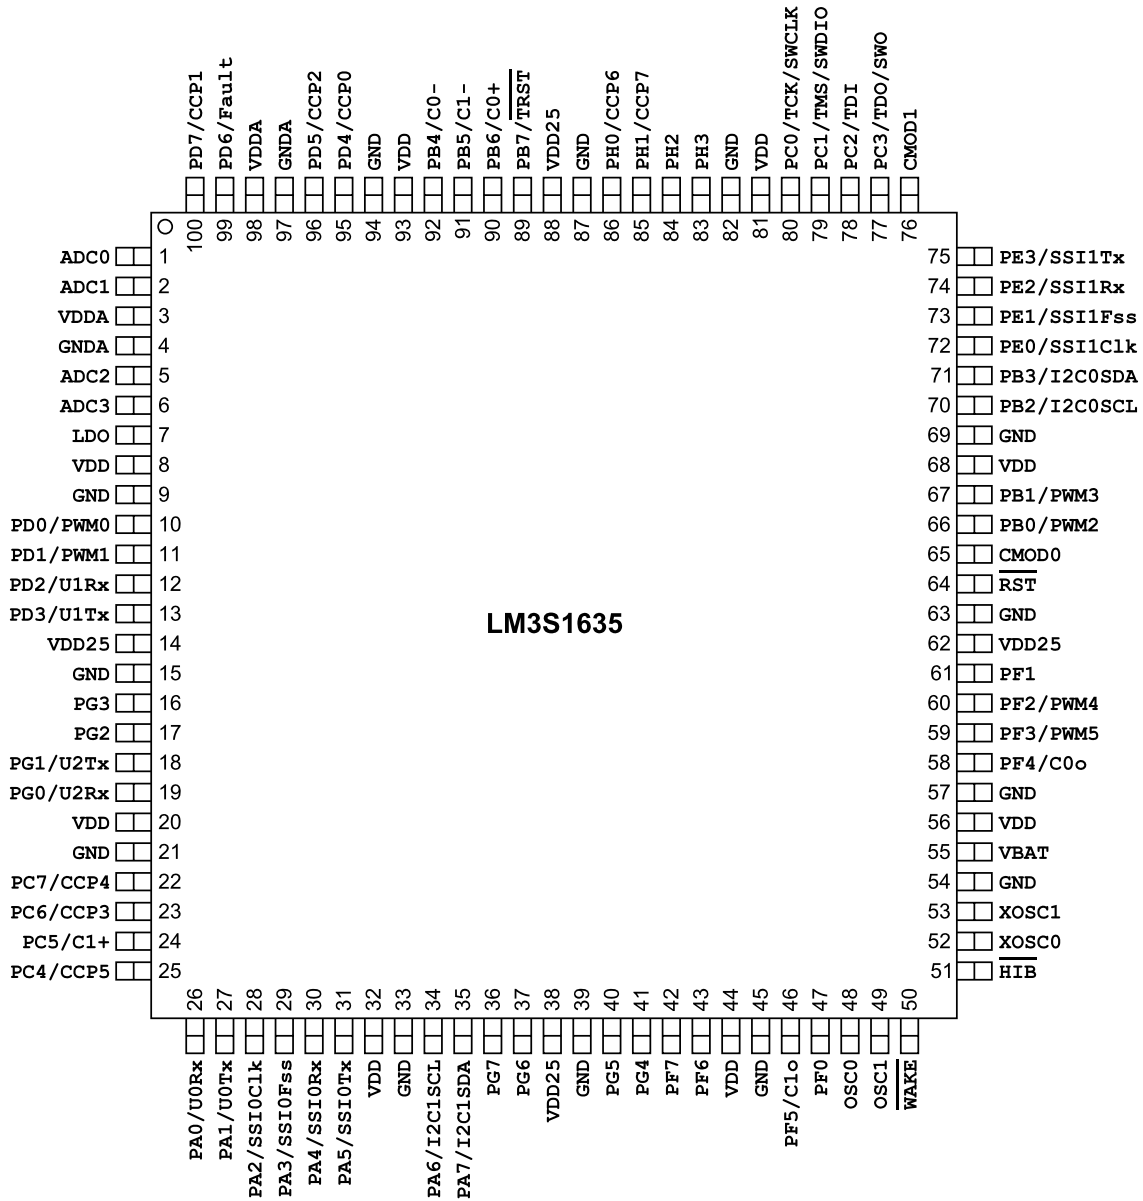 PD7/CCP1
PD6/Fault
VDDA
GNDA
PD5/CCP2
PD4/CCP0
GND
VDD
PB4/C0-
PB5/C1-
PB6/C0+
PB7/TRST
VDD25
GND
PH0/CCP6
PH1/CCP7
PH2
PH3
GND
VDD
PC0/TCK/SWCLK
PC1/TMS/SWDIO
PC2/TDI
PC3/TDO/SWO
CMOD1
100 99 98 97 96 95 94 93 92 91 90 89 88 87 86 85 84 83 82 81 80 79 78 77 76
ADC0 1
ADC1 2
VDDA 3
GNDA 4
ADC2 5
ADC3 6
LDO 7
VDD 8
GND 9
PD0/PWM0 10
PD1/PWM1 11
PD2/U1Rx 12
PD3/U1Tx 13
VDD25 14
GND 15
PG3 16
PG2 17
PG1/U2Tx 18
PG0/U2Rx 19
VDD 20
GND 21
PC7/CCP4 22
PC6/CCP3 23
PC5/C1+ 24
PC4/CCP5 25
LM3S1635
75 PE3/SSI1Tx
74 PE2/SSI1Rx
73 PE1/SSI1Fss
72 PE0/SSI1Clk
71 PB3/I2C0SDA
70 PB2/I2C0SCL
69 GND
68 VDD
67 PB1/PWM3
66 PB0/PWM2
65 CMOD0
64 RST
63 GND
62 VDD25
61 PF1
60 PF2/PWM4
59 PF3/PWM5
58 PF4/C0o
57 GND
56 VDD
55 VBAT
54 GND
53 XOSC1
52 XOSC0
51 HIB
26 27 28 29 30 31 32 33 34 35 36 37 38 39 40 41 42 43 44 45 46 47 48 49 50
PA0/U0Rx
PA1/U0Tx
PA2/SSI0Clk
PA3/SSI0Fss
PA4/SSI0Rx
PA5/SSI0Tx
VDD
GND
PA6/I2C1SCL
PA7/I2C1SDA
PG7
PG6
VDD25
GND
PG5
PG4
PF7
PF6
VDD
GND
PF5/C1o
PF0
OSC0
OSC1
WAKE